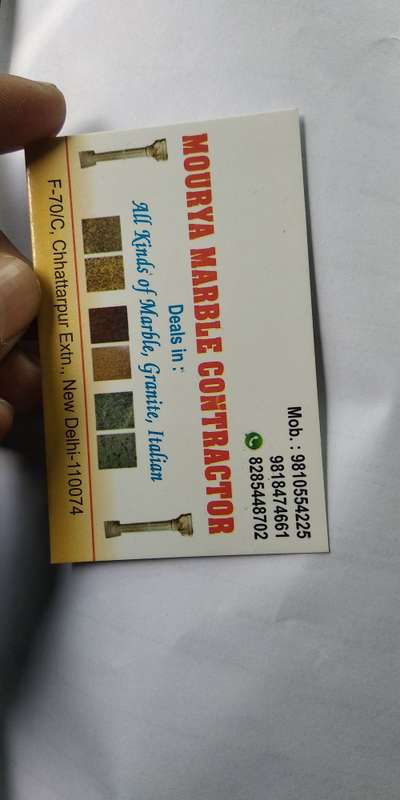 Mob. : 9810554225
9818474661
8285448702
MOURYA MARBLE CONTRACTOR
Deals in :
All Kinds of Marble, Granite, Italian
F-70/C, Chhattarpur Extn., New Delhi-110074